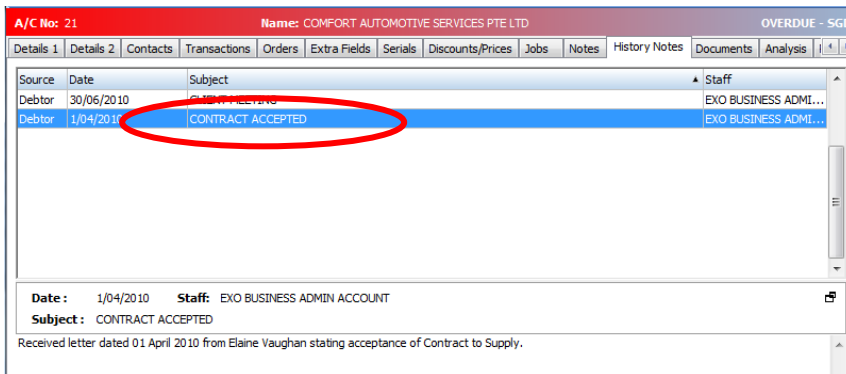 A/C No: 21 Name: COMFORT AUTOMOTIVE SERVICES PTE LTD OVERDUE - SG
Details 1 Details 2 Contacts Transactions Orders Extra Fields Serials Discounts/Prices Jobs Notes History Notes Documents Analysis
Source Date Subject Staff
Debtor 30/06/2010 CLIENT MEETING EXO BUSINESS ADMI...
Debtor 1/04/2010 CONTRACT ACCEPTED EXO BUSINESS ADMI...
Date : 1/04/2010 Staff: EXO BUSINESS ADMIN ACCOUNT
Subject : CONTRACT ACCEPTED
Received letter dated 01 April 2010 from Elaine Vaughan stating acceptance of Contract to Supply.